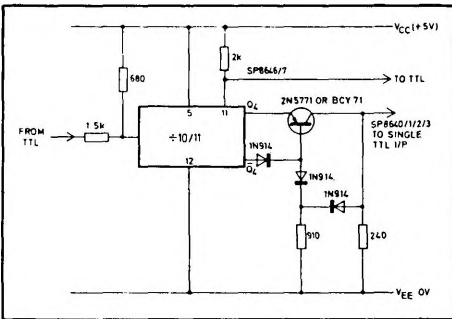 VCC (+5V)
2k
SP8646/7
680
TO TTL
5
11
Q4
2N5771 OR BCY 71
SP8640/1/2/3
TO SINGLE
TTL I/P
FROM
TTL
1.5k
÷10/11
1N914
Q̅4
12
1N914
1N914
910
240
VEE 0V